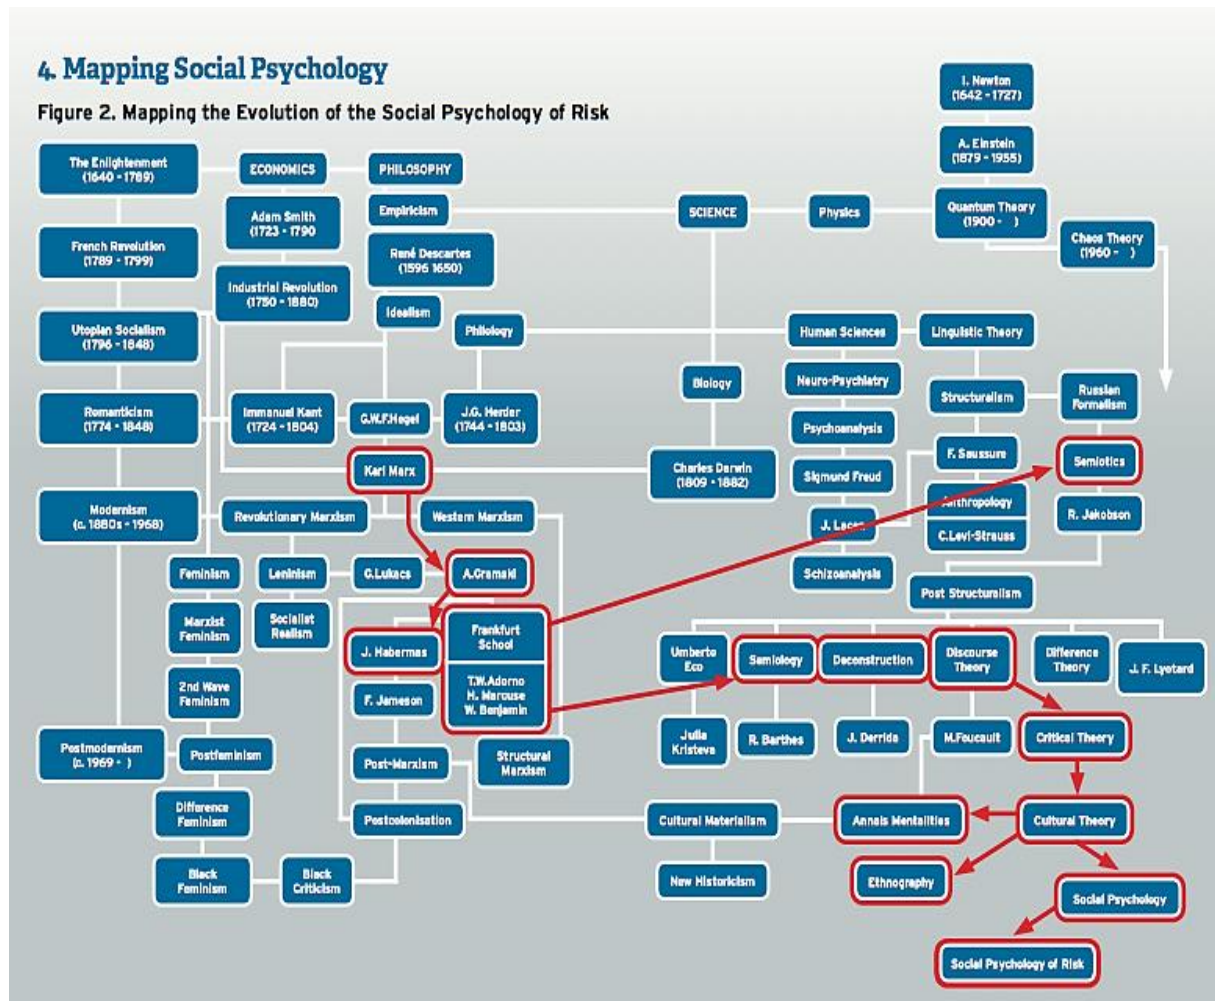 4. Mapping Social Psychology
Figure 2. Mapping the Evolution of the Social Psychology of Risk
I. Newton
(1642 - 1727)
A. Einstein
(1879 - 1955)
The Enlightenment
(1640 - 1789)
ECONOMICS
PHILOSOPHY
Empiricism
SCIENCE
Physics
Quantum Theory
(1900 - )
Adam Smith
(1723 - 1790
Chaos Theory
(1960 - )
French Revolution
(1789 - 1799)
René Descartes
(1596 1650)
Industrial Revolution
(1750 - 1880)
Idealism
Utopian Socialism
(1796 - 1848)
Philology
Human Sciences
Linguistic Theory
Biology
Neuro-Psychiatry
Structuralism
Russian
Formalism
Romanticism
(1774 - 1848)
Immanuel Kant
(1724 - 1804)
G.W.F.Hegel
J.G. Herder
(1744 - 1803)
Psychoanalysis
F. Saussure
Semiotics
Karl Marx
Charles Darwin
(1809 - 1882)
Sigmund Freud
Anthropology
C.Levi-Strauss
Modernism
(c. 1880s - 1968)
Revolutionary Marxism
Western Marxism
J. Lacan
R. Jakobson
Feminism
Leninism
G.Lukacs
A.Gramski
Schizoanalysis
Post Structuralism
Marxist
Feminism
Socialist
Realism
J. Habermas
Frankfurt
School
T.W.Adorno
H. Marcuse
W. Benjamin
Umberto
Eco
Semiology
Deconstruction
Discourse
Theory
Difference
Theory
J. F. Lyotard
2nd Wave
Feminism
F. Jameson
Julia
Kristeva
R. Barthes
J. Derrida
M.Foucault
Critical Theory
Postmodernism
(c. 1969 - )
Postfeminism
Post-Marxism
Structural
Marxism
Difference
Feminism
Postcolonisation
Cultural Materialism
Annals Mentalities
Cultural Theory
Black
Feminism
Black
Criticism
New Historicism
Ethnography
Social Psychology
Social Psychology of Risk